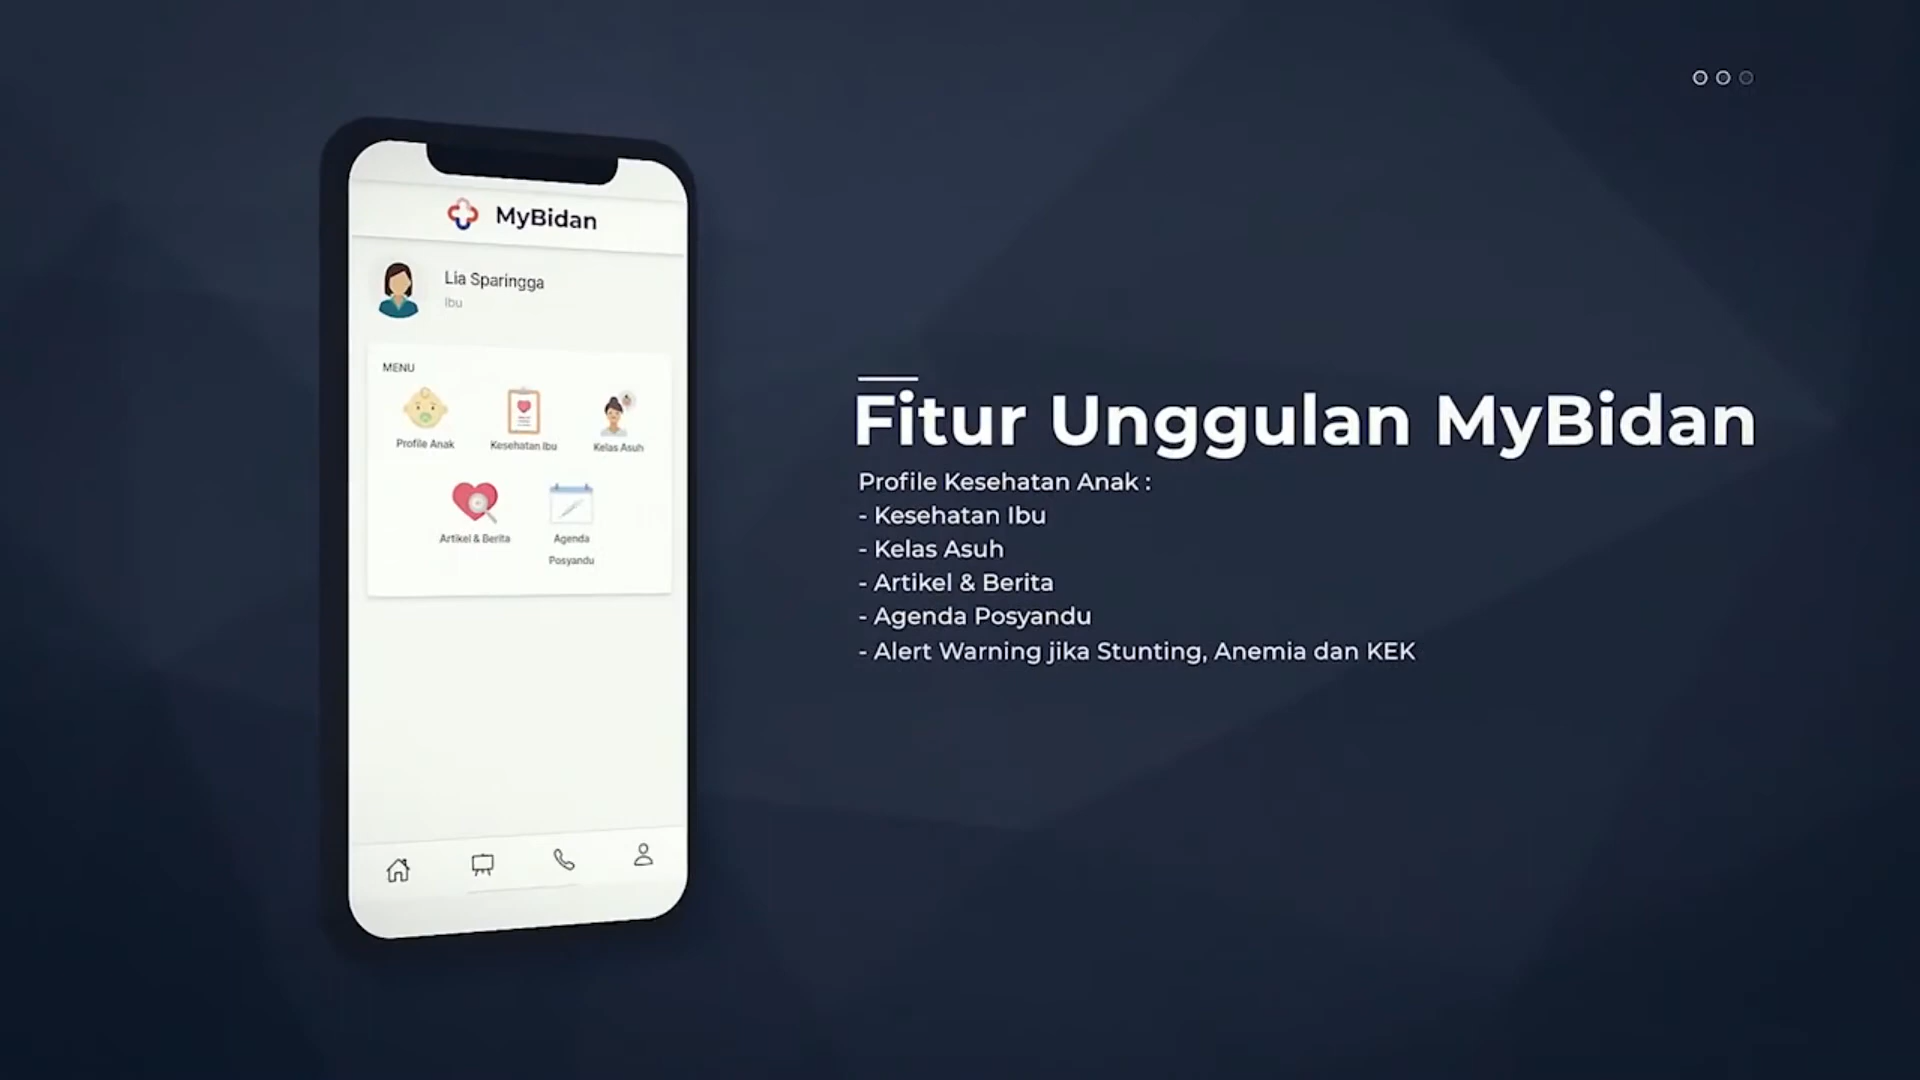 MyBidan
Lia Sparingga
Ibu
MENU
Profile Anak
Kesehatan Ibu
Kelas Asuh
Artikel & Berita
Agenda
Posyandu
Fitur Unggulan MyBidan
Profile Kesehatan Anak :
- Kesehatan Ibu
- Kelas Asuh
- Artikel & Berita
- Agenda Posyandu
- Alert Warning jika Stunting, Anemia dan KEK